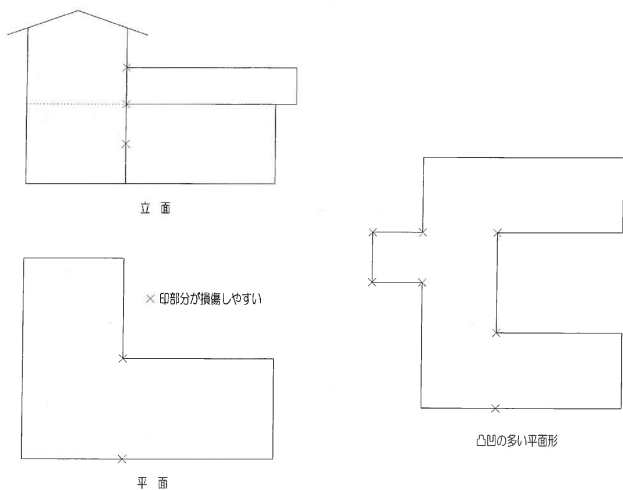 立 面
× 印部分が損傷しやすい
平 面
凸凹の多い平面形